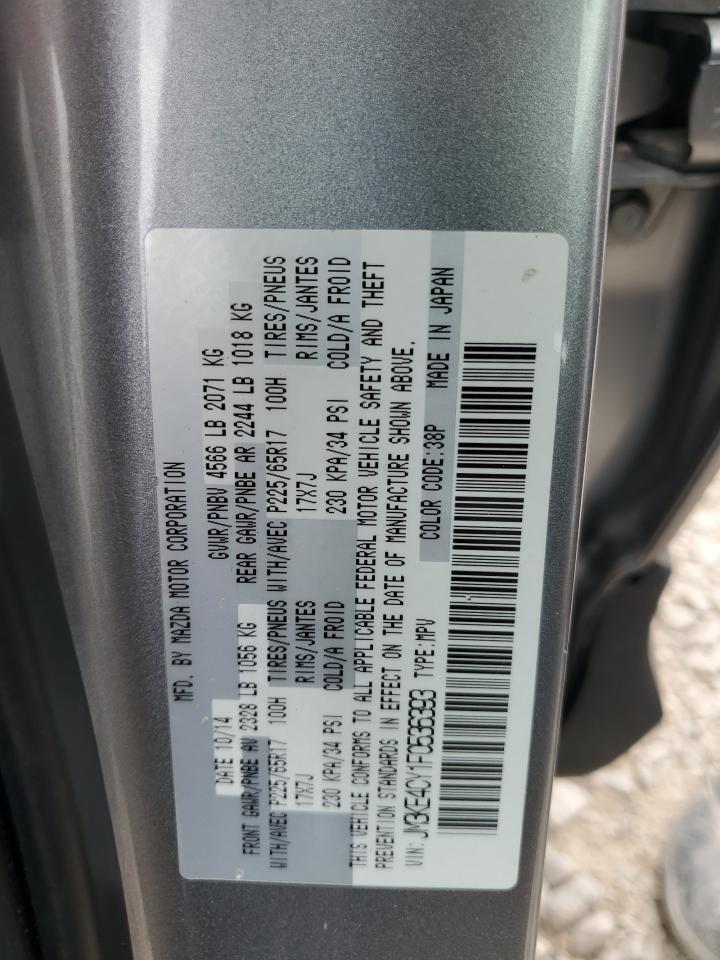 MFD. BY MAZDA MOTOR CORPORATION
DATE 10/14 GVWR/PNBV 4566 LB 2071 KG
FRONT GAWR/PNBE AV 2328 LB 1056 KG REAR GAWR/PNBE AR 2244 LB 1018 KG
WITH/AVEC P225/65R17 100H TIRES/PNEUS WITH/AVEC P225/65R17 100H TIRES/PNEUS
17X7J RIMS/JANTES 17X7J RIMS/JANTES
230 KPA/34 PSI COLD/A FROID 230 KPA/34 PSI COLD/A FROID
THIS VEHICLE CONFORMS TO ALL APPLICABLE FEDERAL MOTOR VEHICLE SAFETY AND THEFT
PREVENTION STANDARDS IN EFFECT ON THE DATE OF MANUFACTURE SHOWN ABOVE.
VIN: JM3KE4CY1F0536393 TYPE:MPV COLOR CODE:38P MADE IN JAPAN